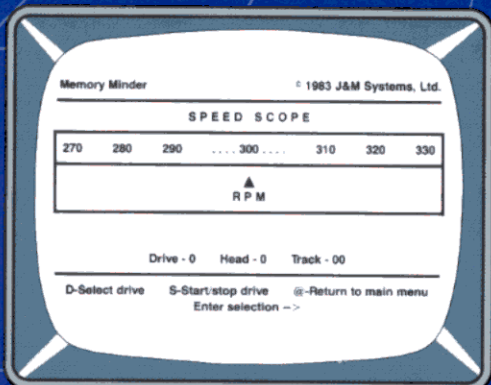 Memory Minder © 1983 J&M Systems, Ltd.
SPEED SCOPE
270 280 290 ....300.... 310 320 330
RPM
Drive - 0 Head - 0 Track - 00
D-Select drive S-Start/stop drive @-Return to main menu
Enter selection -->